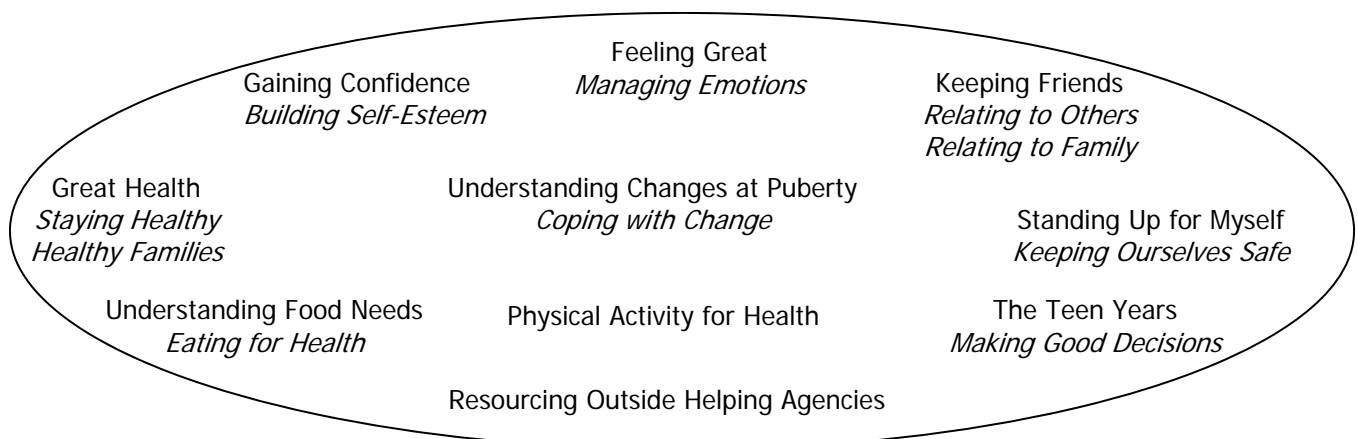 Feeling Great
Managing Emotions
Gaining Confidence
Building Self-Esteem
Keeping Friends
Relating to Others
Relating to Family
Great Health
Staying Healthy
Healthy Families
Understanding Changes at Puberty
Coping with Change
Standing Up for Myself
Keeping Ourselves Safe
Understanding Food Needs
Eating for Health
Physical Activity for Health
The Teen Years
Making Good Decisions
Resourcing Outside Helping Agencies